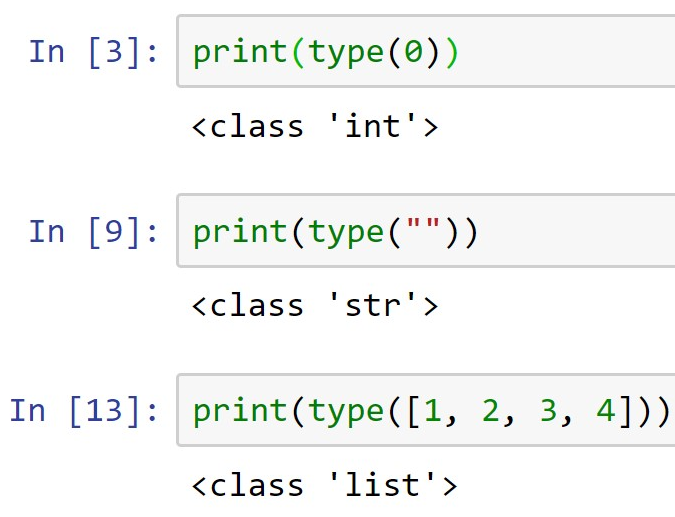 In [3]: print(type(0))
<class 'int'>
In [9]: print(type(""))
<class 'str'>
In [13]: print(type([1, 2, 3, 4]))
<class 'list'>